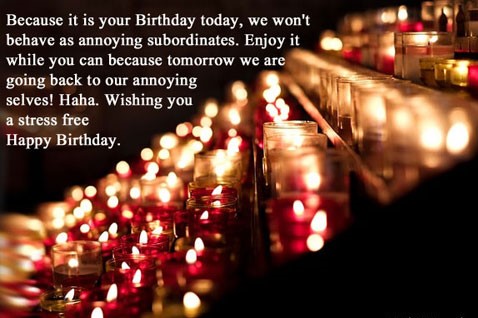 Because it is your Birthday today, we won't
behave as annoying subordinates. Enjoy it
while you can because tomorrow we are
going back to our annoying
selves! Haha. Wishing you
a stress free
Happy Birthday.